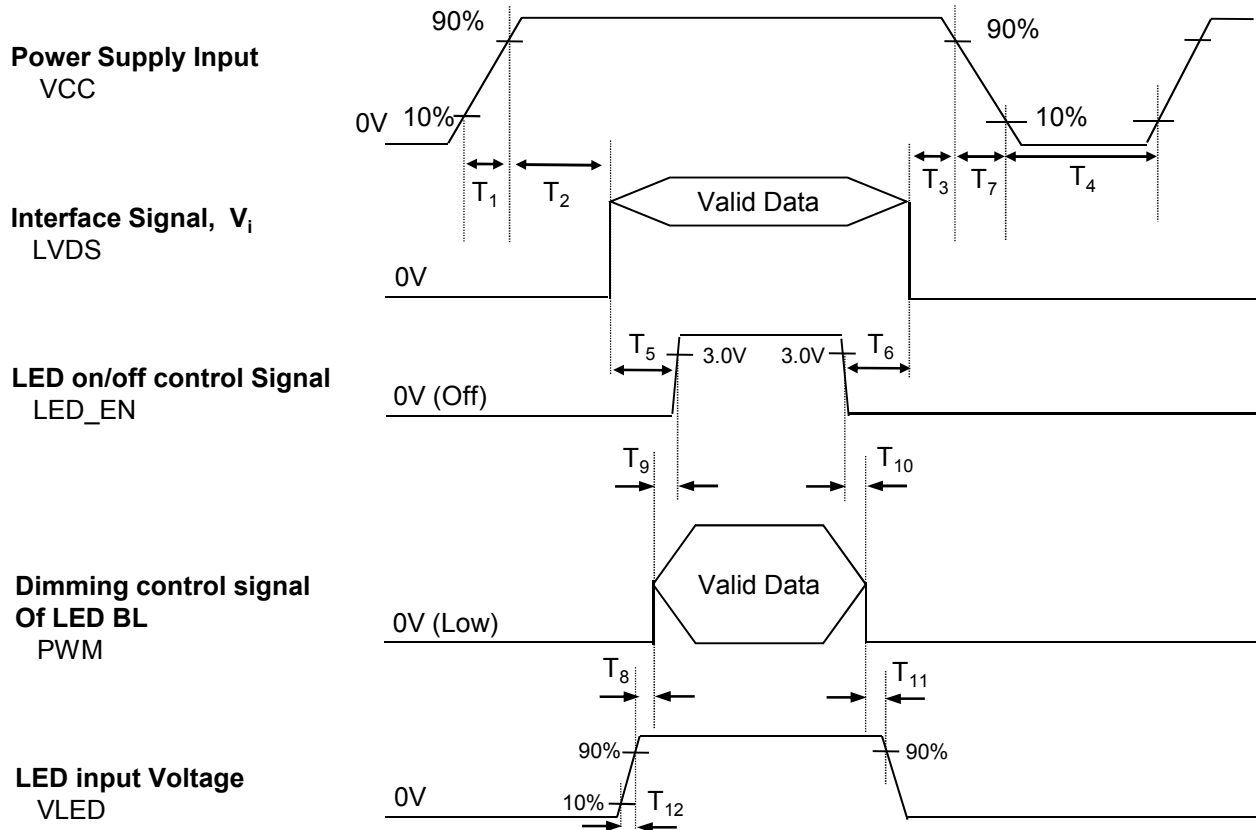 90%
90%
Power Supply Input
VCC
0V
10%
10%
T1
T2
T3
T7
T4
Interface Signal, Vi
LVDS
Valid Data
0V
LED on/off control Signal
LED_EN
T5
3.0V
3.0V
T6
0V (Off)
T9
T10
Dimming control signal
Of LED BL
PWM
Valid Data
0V (Low)
T8
T11
LED input Voltage
VLED
90%
90%
0V
10%
T12